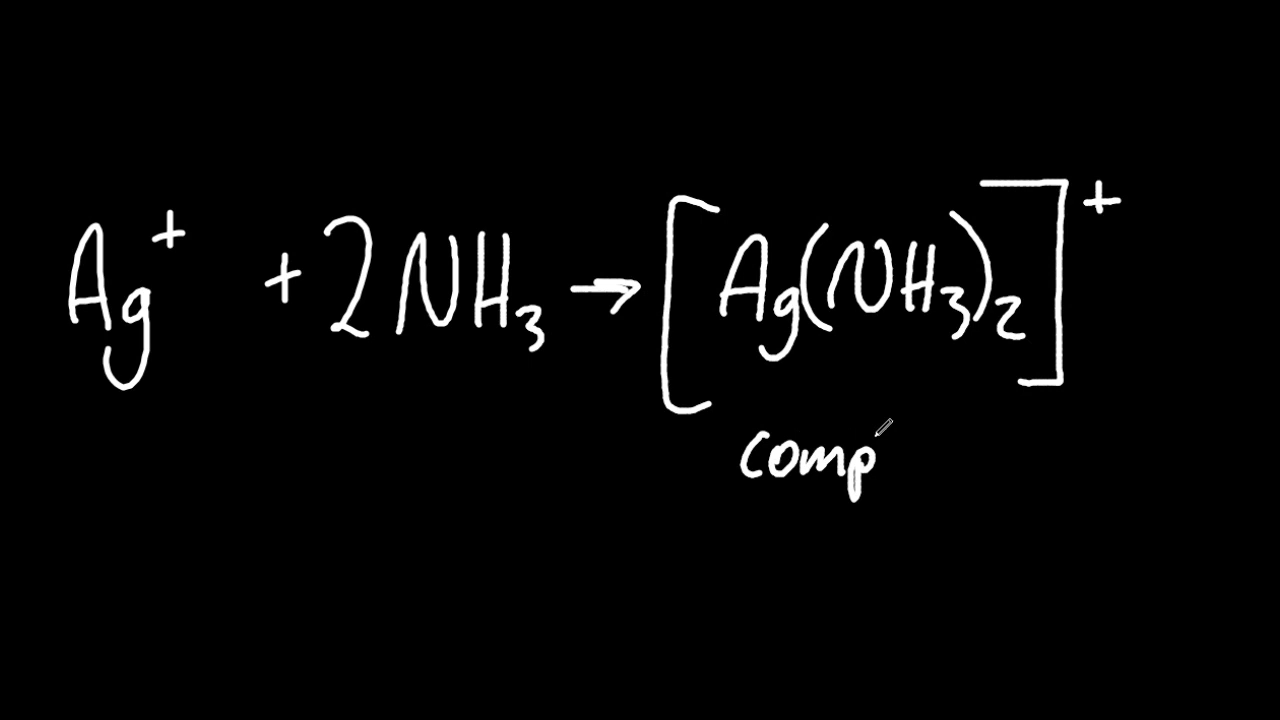 Ag⁺ + 2NH₃ → [Ag(NH₃)₂]⁺
comp